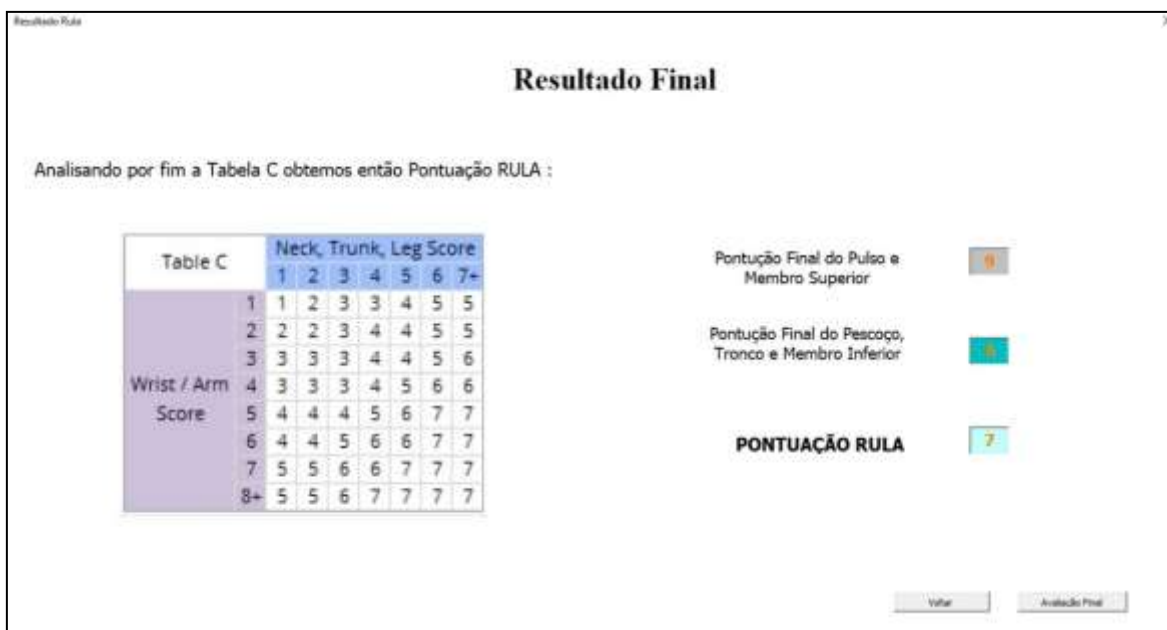 Resultado Rula
Resultado Final
Analisando por fim a Tabela C obtemos então Pontuação RULA :
Table C
Neck, Trunk, Leg Score
1 2 3 4 5 6 7+
Wrist / Arm
Score
1 1 2 3 3 4 5 5
2 2 2 3 4 4 5 5
3 3 3 3 4 4 5 6
4 3 3 3 4 5 6 6
5 4 4 4 5 6 7 7
6 4 4 5 6 6 7 7
7 5 5 6 6 7 7 7
8+ 5 5 6 7 7 7 7
Pontução Final do Pulso e
Membro Superior
Pontução Final do Pescoço,
Tronco e Membro Inferior
PONTUAÇÃO RULA
7
Voltar
Avaliação Final